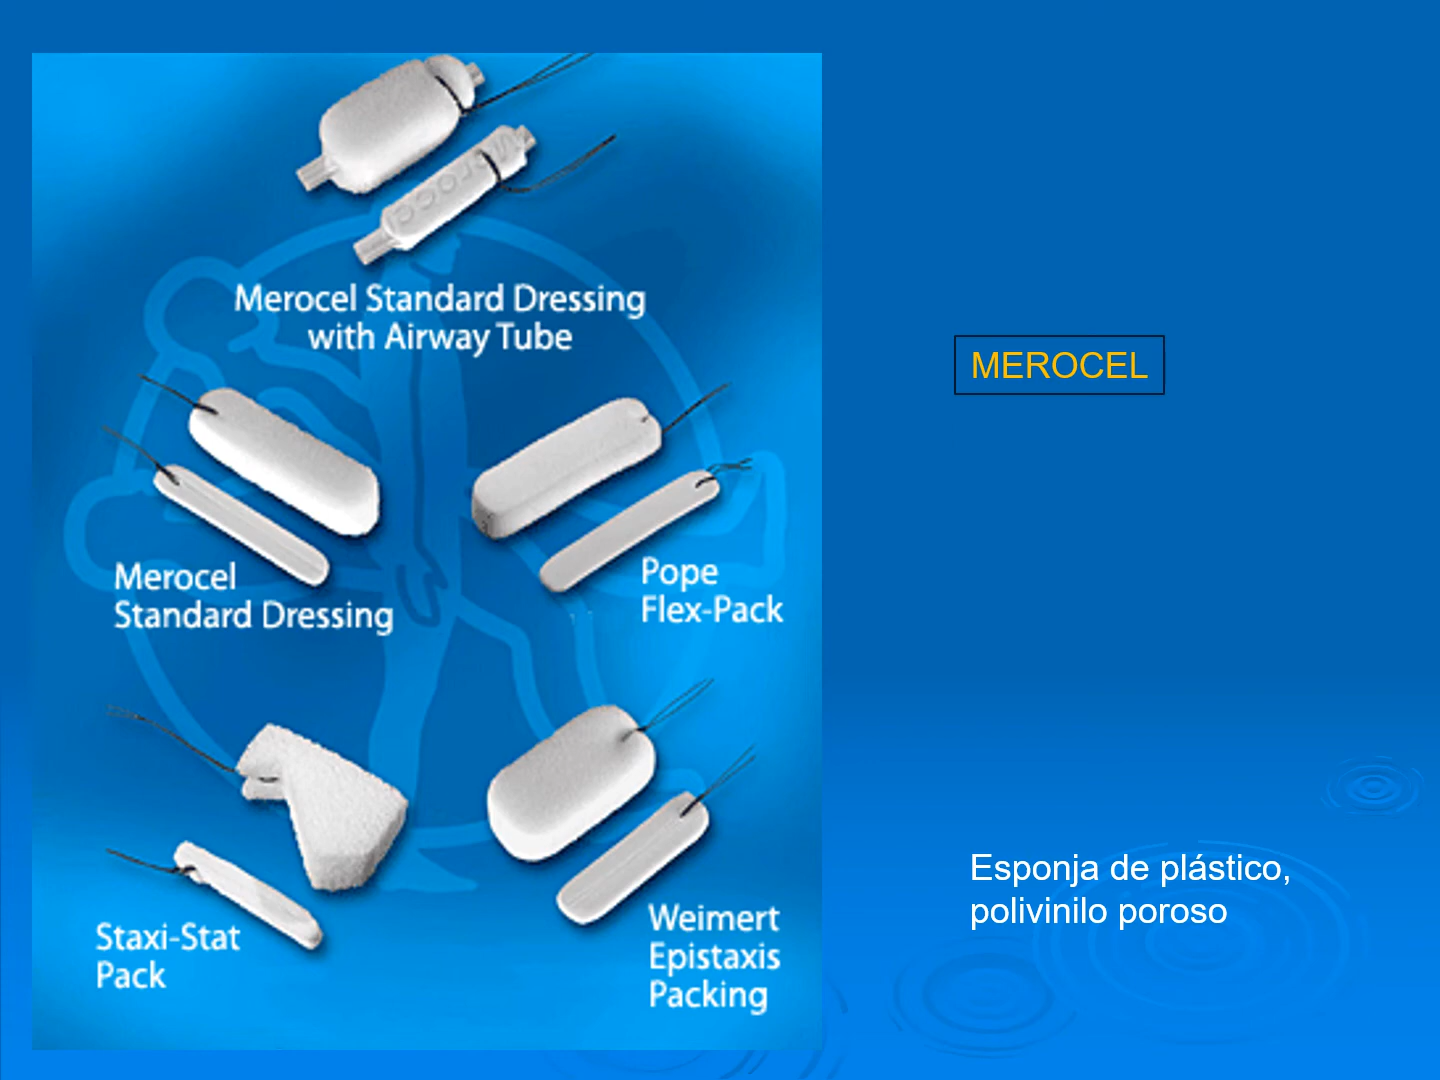 Merocel Standard Dressing
with Airway Tube
MEROCEL
Merocel
Standard Dressing
Pope
Flex-Pack
Esponja de plástico,
polivinilo poroso
Staxi-Stat
Pack
Weimert
Epistaxis
Packing